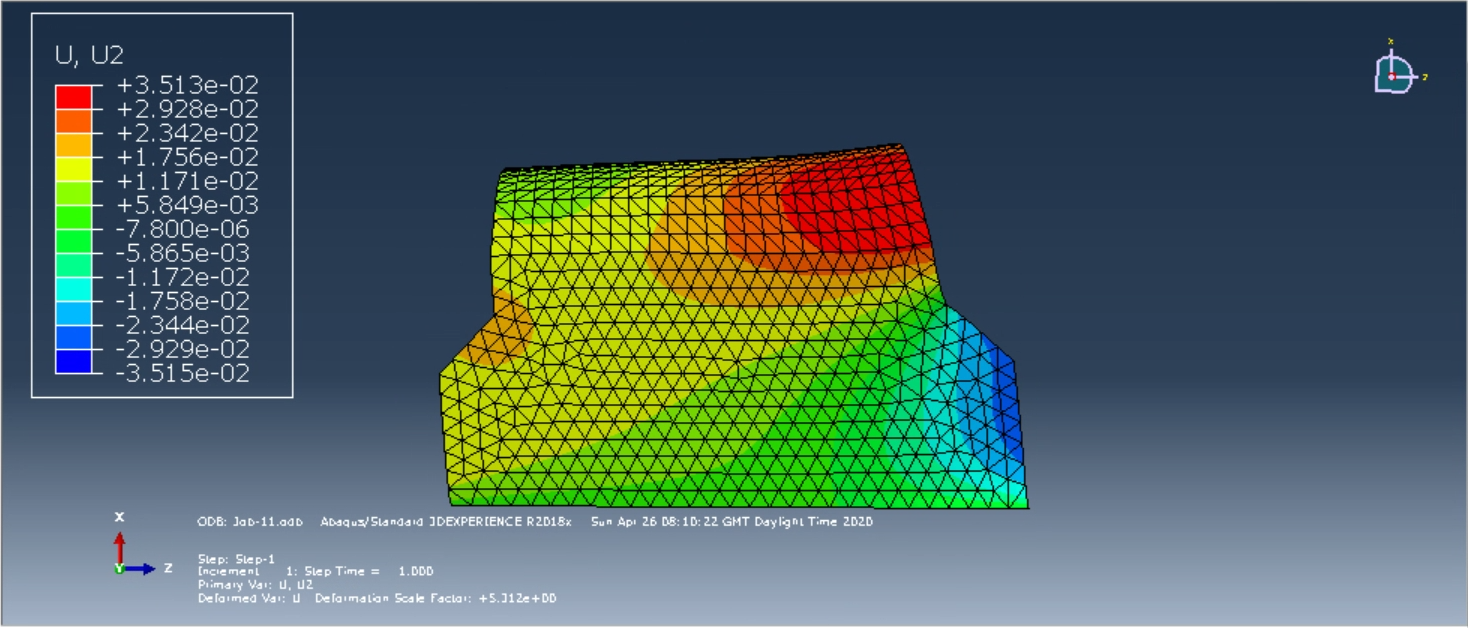 U, U2
+3.513e-02
+2.928e-02
+2.342e-02
+1.756e-02
+1.171e-02
+5.849e-03
-7.800e-06
-5.865e-03
-1.172e-02
-1.758e-02
-2.344e-02
-2.929e-02
-3.515e-02
X
Z
X
Z
Y
ODB: Job-11.odb Abaqus/Standard 3DEXPERIENCE R2018x Sun Apr 26 08:10:22 GMT Daylight Time 2020
Step: Step-1
Increment 1: Step Time = 1.000
Primary Var: U, U2
Deformed Var: U Deformation Scale Factor: +5.312e+00